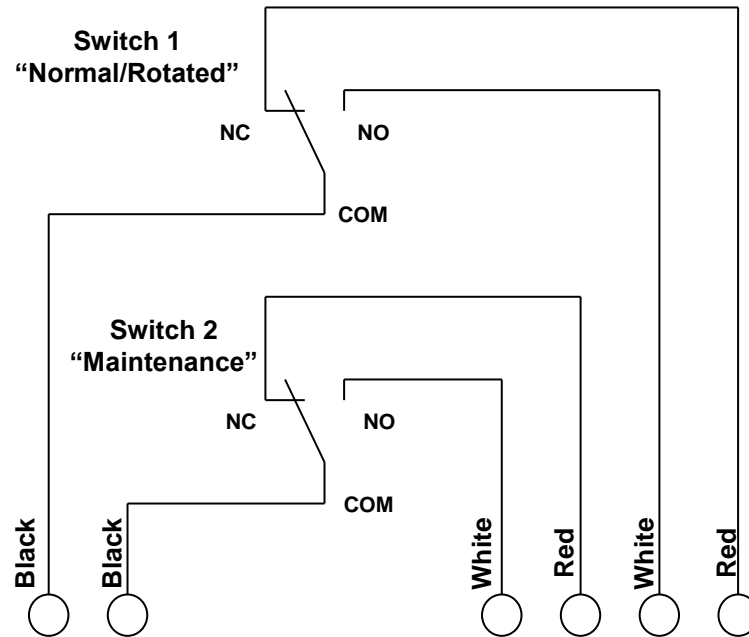 Switch 1
“Normal/Rotated”
NC
NO
COM
Switch 2
“Maintenance”
NC
NO
COM
Black
Black
White
Red
White
Red